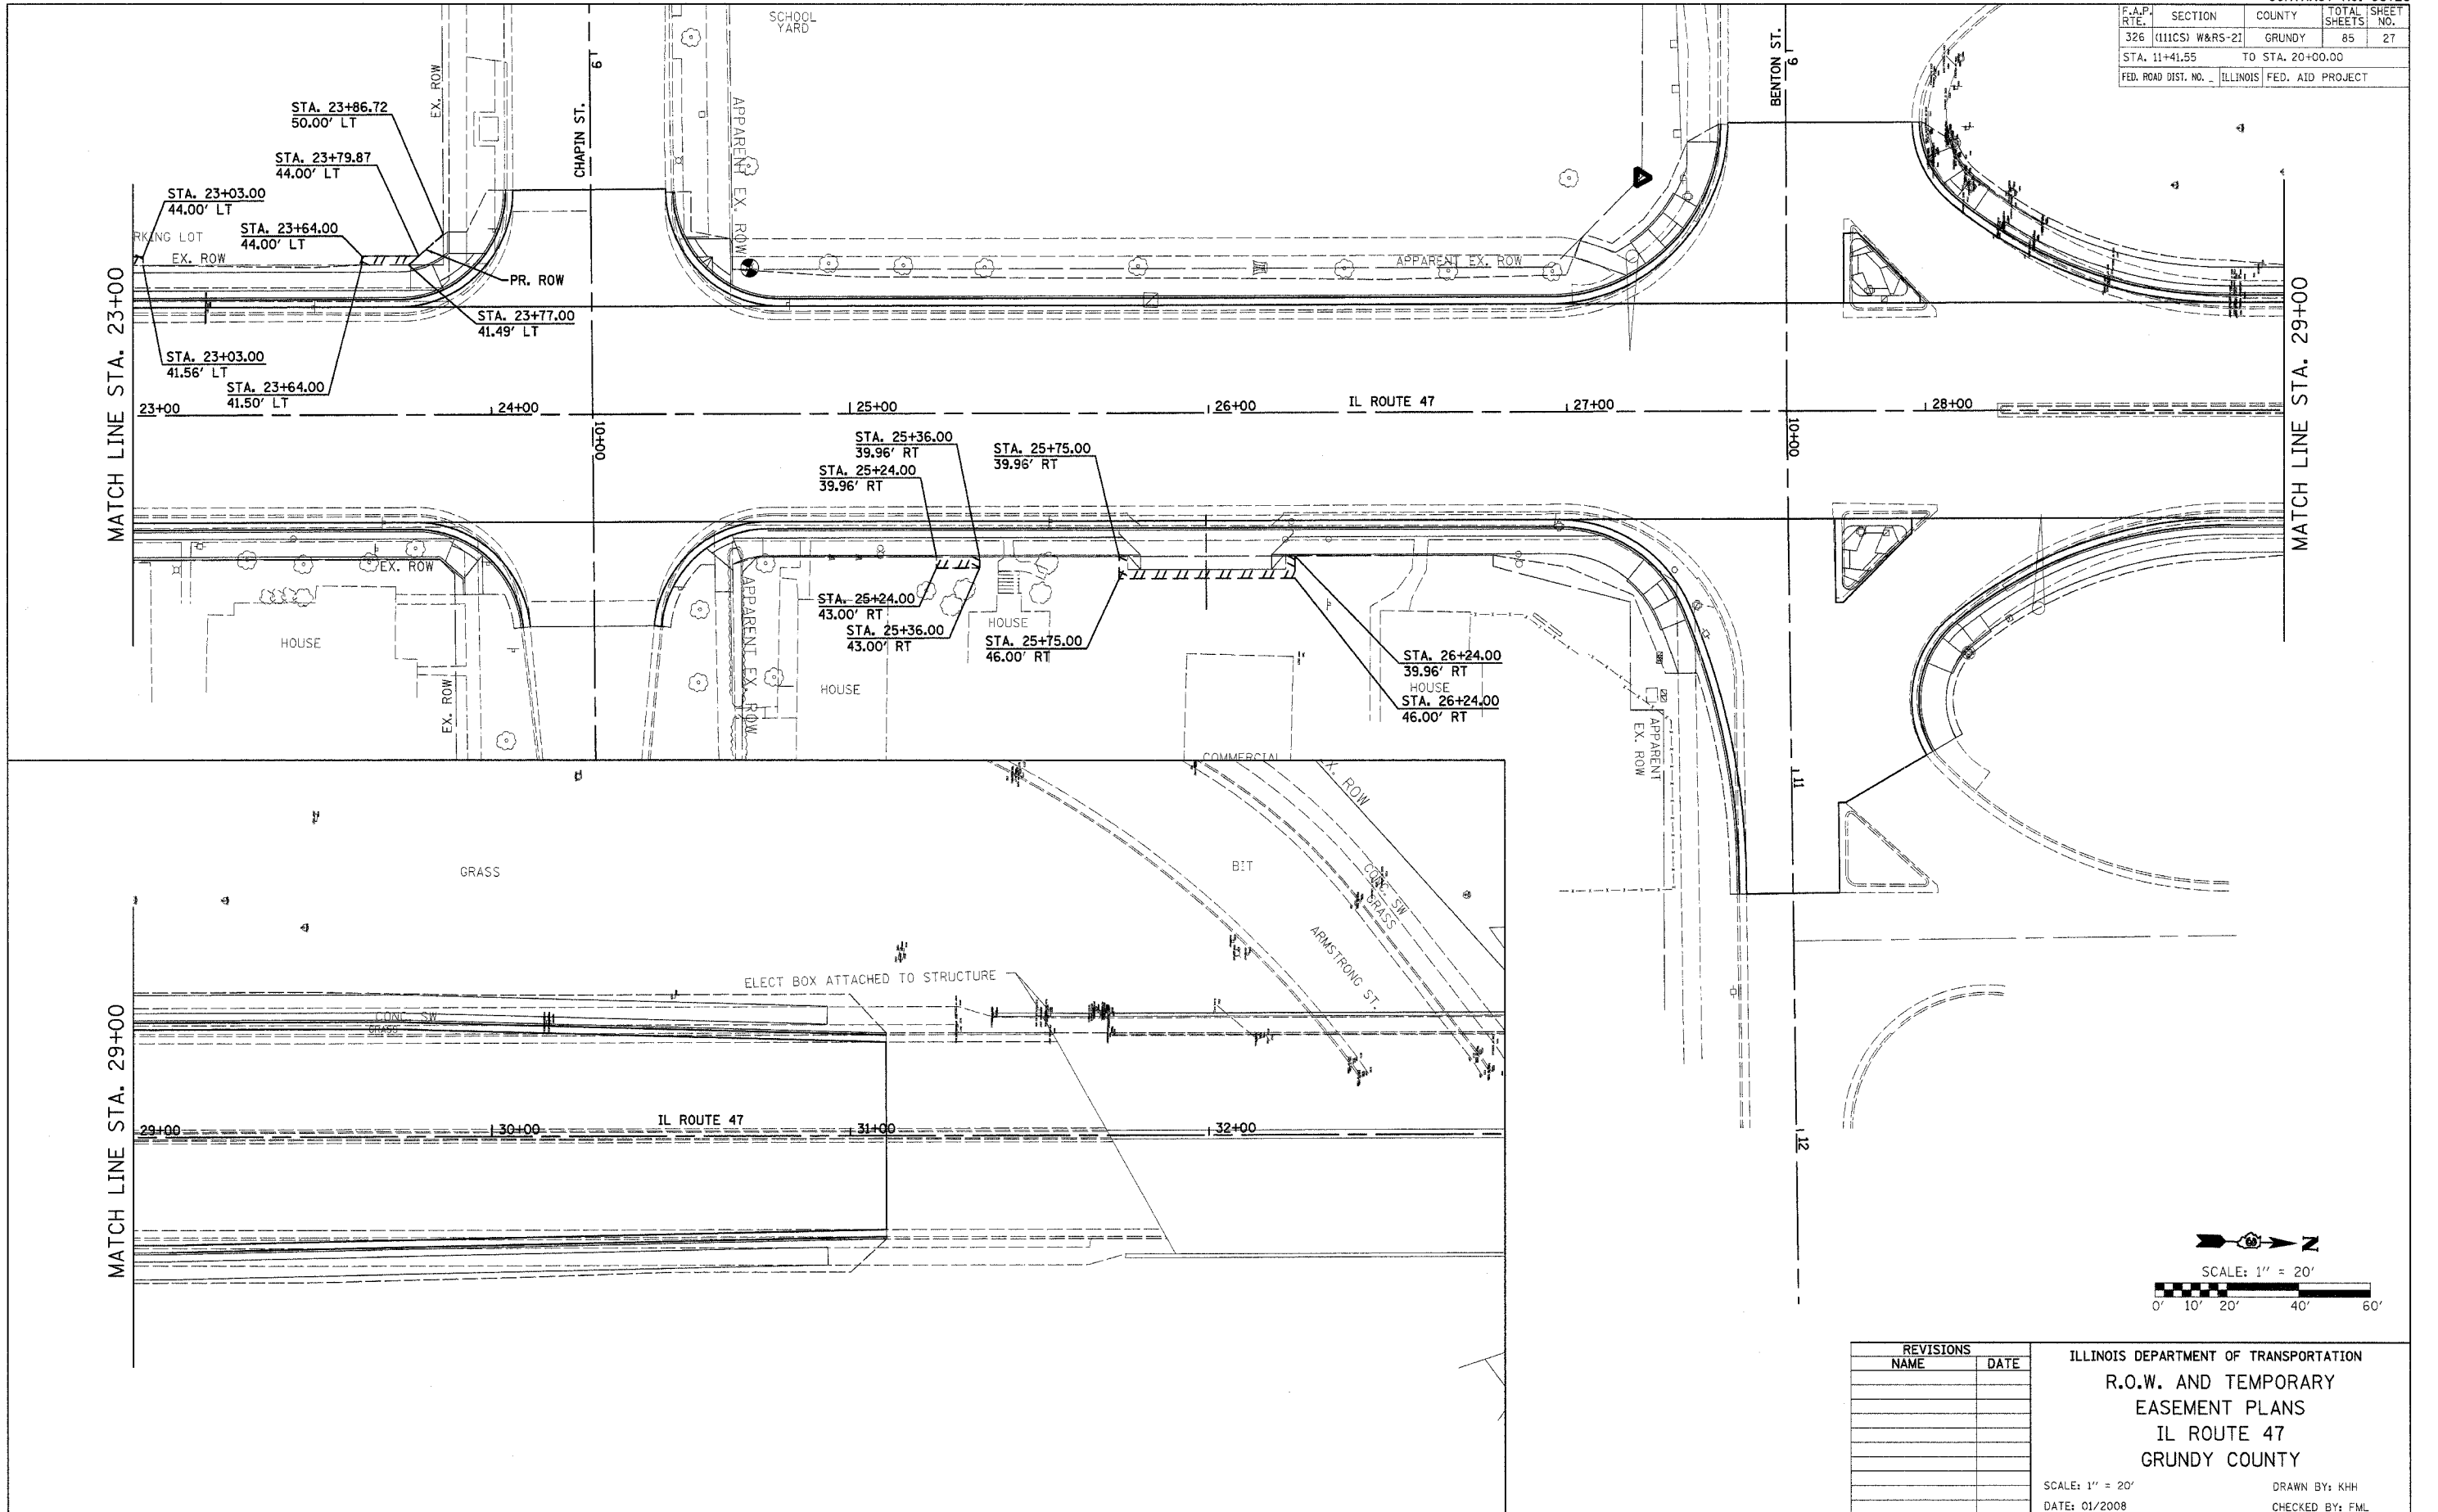 F.A.P. RTE. SECTION COUNTY TOTAL SHEETS SHEET NO.
326 (111CS) W&RS-2I GRUNDY 85 27
STA. 11+41.55 TO STA. 20+00.00
FED. ROAD DIST. NO. _ ILLINOIS FED. AID PROJECT
SCHOOL
YARD
EX. ROW
CHAPIN ST.
9
APPARENT EX. ROW
BENTON ST.
9
STA. 23+86.72
50.00' LT
STA. 23+79.87
44.00' LT
STA. 23+03.00
44.00' LT
STA. 23+64.00
44.00' LT
RKING LOT
EX. ROW
PR. ROW
APPARENT EX. ROW
STA. 23+77.00
41.49' LT
STA. 23+03.00
41.56' LT
STA. 23+64.00
41.50' LT
MATCH LINE STA. 23+00
MATCH LINE STA. 29+00
23+00
24+00
25+00
26+00
IL ROUTE 47
27+00
28+00
10+00
10+00
STA. 25+36.00
39.96' RT
STA. 25+24.00
39.96' RT
STA. 25+75.00
39.96' RT
EX. ROW
STA. 25+24.00
43.00' RT
STA. 25+36.00
43.00' RT
HOUSE
STA. 25+75.00
46.00' RT
HOUSE
STA. 26+24.00
39.96' RT
HOUSE
STA. 26+24.00
46.00' RT
HOUSE
EX. ROW
APPARENT EX. ROW
APPARENT
EX. ROW
COMMERCIAL
11
12
X. ROW
GRASS
BIT
CONC. SW
GRASS
ARMSTRONG ST.
ELECT BOX ATTACHED TO STRUCTURE
CONC. SW
GRASS
MATCH LINE STA. 29+00
29+00
30+00
IL ROUTE 47
31+00
32+00
N
SCALE: 1" = 20'
0' 10' 20' 40' 60'
REVISIONS
NAME DATE
ILLINOIS DEPARTMENT OF TRANSPORTATION
R.O.W. AND TEMPORARY
EASEMENT PLANS
IL ROUTE 47
GRUNDY COUNTY
SCALE: 1" = 20' DRAWN BY: KHH
DATE: 01/2008 CHECKED BY: FML